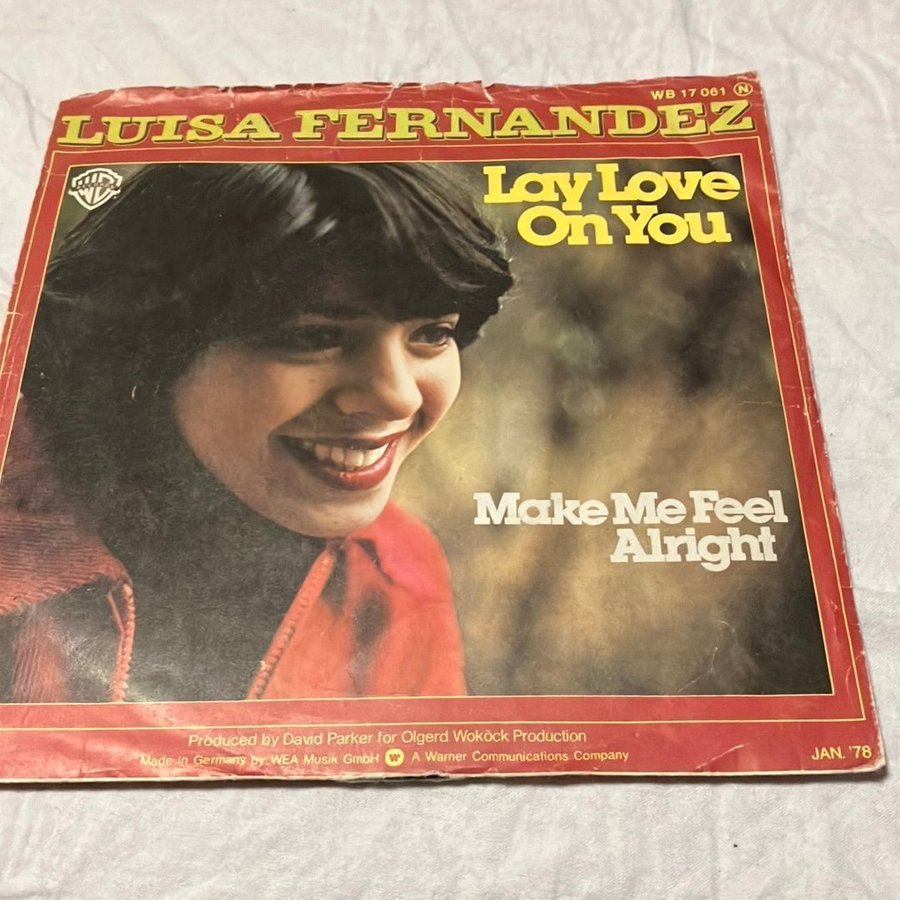 WB 17 061 N
LUISA FERNANDEZ
WB
Lay Love
On You
Make Me Feel
Alright
Produced by David Parker for Olgerd Woköck Production
Made in Germany by WEA Musik GmbH W A Warner Communications Company
JAN. '78